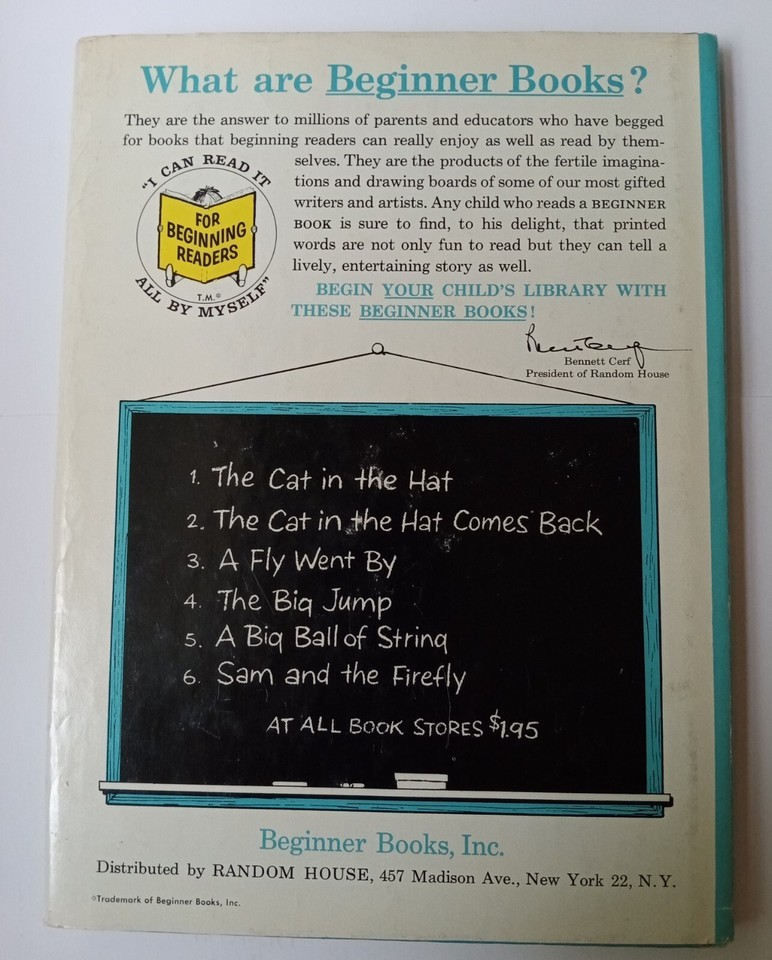 What are Beginner Books?
They are the answer to millions of parents and educators who have begged
for books that beginning readers can really enjoy as well as read by them-
selves. They are the products of the fertile imagina-
tions and drawing boards of some of our most gifted
writers and artists. Any child who reads a BEGINNER
BOOK is sure to find, to his delight, that printed
words are not only fun to read but they can tell a
lively, entertaining story as well.
"I CAN READ IT
FOR
BEGINNING
READERS
T.M.®
ALL BY MYSELF"
BEGIN YOUR CHILD'S LIBRARY WITH
THESE BEGINNER BOOKS!
Bennett Cerf
Bennett Cerf
President of Random House
1. The Cat in the Hat
2. The Cat in the Hat Comes Back
3. A Fly Went By
4. The Big Jump
5. A Big Ball of String
6. Sam and the Firefly
AT ALL BOOK STORES $1.95
Beginner Books, Inc.
Distributed by RANDOM HOUSE, 457 Madison Ave., New York 22, N.Y.
®Trademark of Beginner Books, Inc.